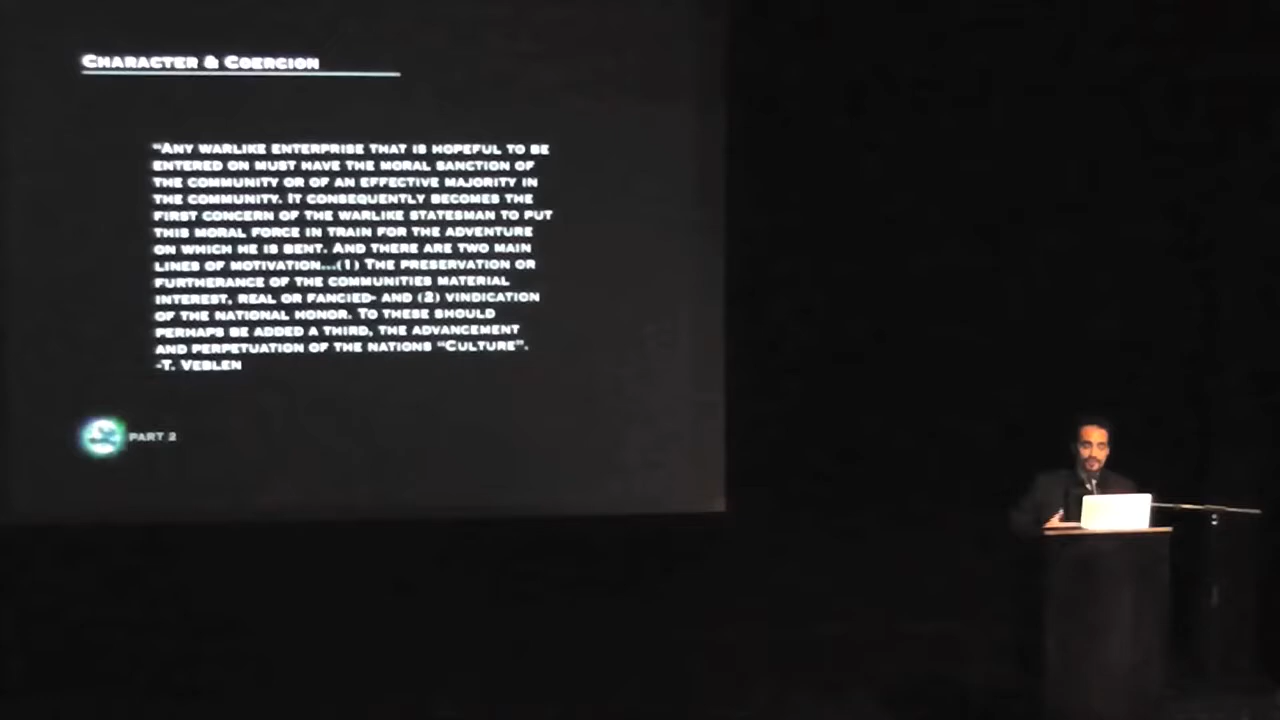 CHARACTER & COERCION
"ANY WARLIKE ENTERPRISE THAT IS HOPEFUL TO BE
ENTERED ON MUST HAVE THE MORAL SANCTION OF
THE COMMUNITY OR OF AN EFFECTIVE MAJORITY IN
THE COMMUNITY. IT CONSEQUENTLY BECOMES THE
FIRST CONCERN OF THE WARLIKE STATESMAN TO PUT
THIS MORAL FORCE IN TRAIN FOR THE ADVENTURE
ON WHICH HE IS BENT. AND THERE ARE TWO MAIN
LINES OF MOTIVATION...(1) THE PRESERVATION OR
FURTHERANCE OF THE COMMUNITIES MATERIAL
INTEREST, REAL OR FANCIED- AND (2) VINDICATION
OF THE NATIONAL HONOR. TO THESE SHOULD
PERHAPS BE ADDED A THIRD, THE ADVANCEMENT
AND PERPETUATION OF THE NATIONS "CULTURE".
-T. VEBLEN
PART 2